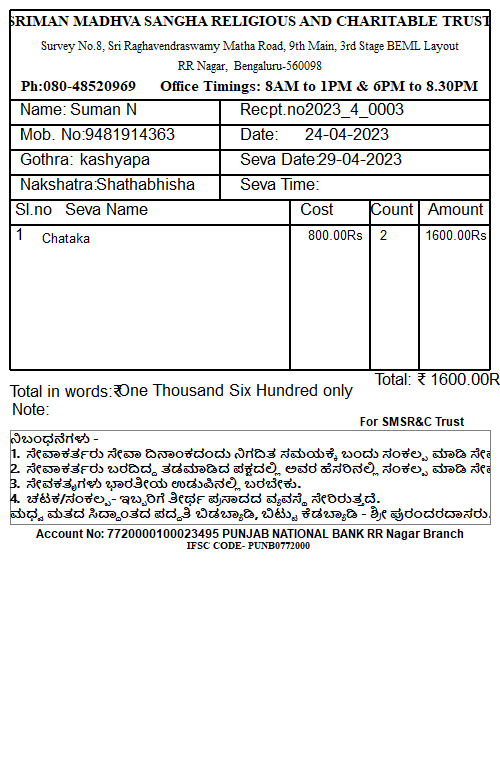 SRIMAN MADHVA SANGHA RELIGIOUS AND CHARITABLE TRUST
Survey No.8, Sri Raghavendraswamy Matha Road, 9th Main, 3rd Stage BEML Layout
RR Nagar, Bengaluru-560098
Ph:080-48520969 Office Timings: 8AM to 1PM & 6PM to 8.30PM
Name: Suman N Recpt.no2023_4_0003
Mob. No:9481914363 Date: 24-04-2023
Gothra: kashyapa Seva Date:29-04-2023
Nakshatra:Shathabhisha Seva Time:
Sl.no Seva Name Cost Count Amount
1 Chataka 800.00Rs 2 1600.00Rs
Total: ₹ 1600.00R
Total in words:₹One Thousand Six Hundred only
Note:
For SMSR&C Trust
ನಿಬಂಧನೆಗಳು -
1. ಸೇವಾಕರ್ತರು ಸೇವಾ ದಿನಾಂಕದಂದು ನಿಗದಿತ ಸಮಯಕ್ಕೆ ಬಂದು ಸಂಕಲ್ಪ ಮಾಡಿ
2. ಸೇವಾಕರ್ತರು ಬರದಿದ್ದ ತಡಮಾಡಿದ ಪಕ್ಷದಲ್ಲಿ ಅವರ ಹೆಸರಿನಲ್ಲಿ ಸಂಕಲ್ಪ ಮಾಡಿ
3. ಸೇವಕತೃಗಳು ಭಾರತೀಯ ಉಡುಪಿನಲ್ಲಿ ಬರಬೇಕು.
4. ಚಟಕ/ಸಂಕಲ್ಪ- ಇಬ್ಬರಿಗೆ ತೀರ್ಥ ಪ್ರಸಾದದ ವ್ಯವಸ್ಥೆ ಸೇರಿರುತ್ತದೆ.
ಮಧ್ವ ಮತದ ಸಿದ್ಧಾಂತದ ಪದ್ಧತಿ ಬಿಡಬ್ಯಾಡಿ, ಬಿಟ್ಟು ಕೆಡಬ್ಯಾಡಿ - ಶ್ರೀ ಪುರಂದರದಾಸರು.
Account No: 7720000100023495 PUNJAB NATIONAL BANK RR Nagar Branch
IFSC CODE- PUNB0772000